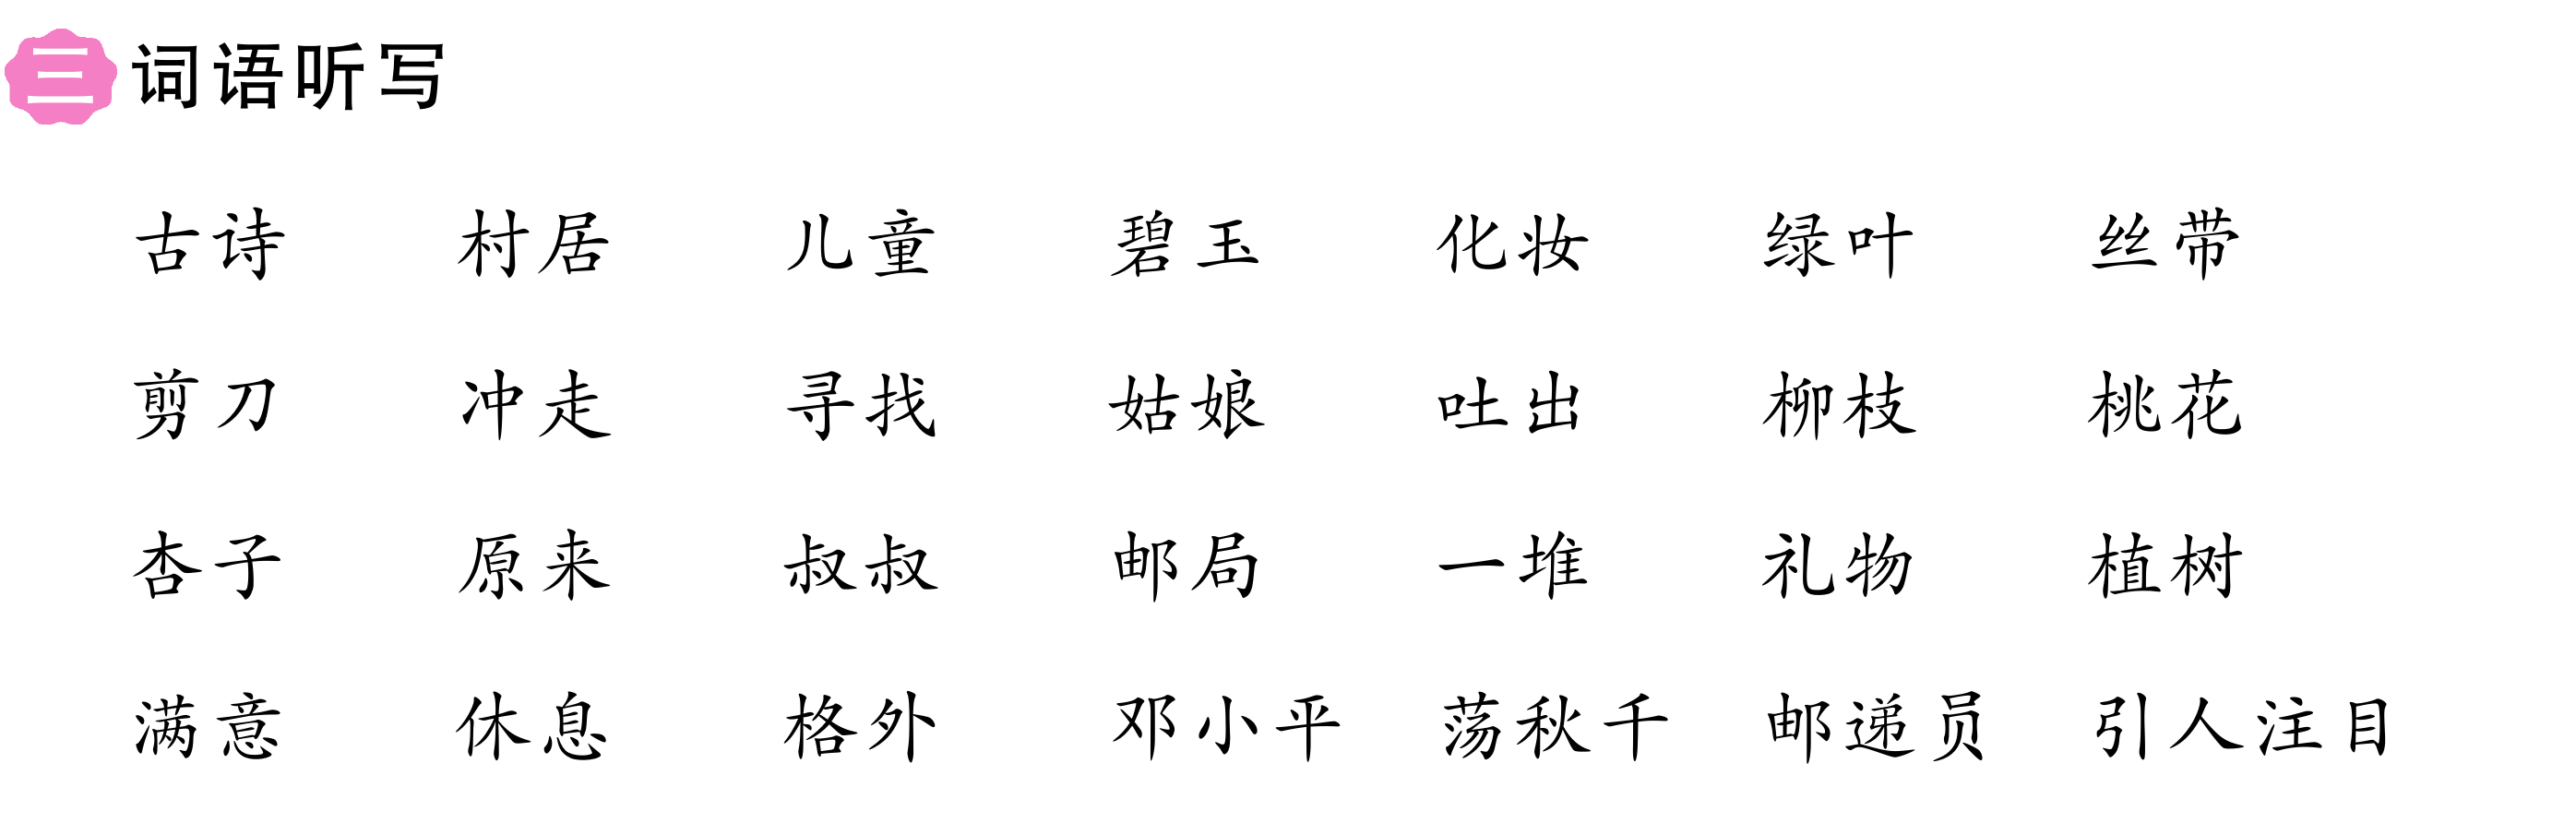 三 词语听写
古诗 村居 儿童 碧玉 化妆 绿叶 丝带
剪刀 冲走 寻找 姑娘 吐出 柳枝 桃花
杏子 原来 叔叔 邮局 一堆 礼物 植树
满意 休息 格外 邓小平 荡秋千 邮递员 引人注目